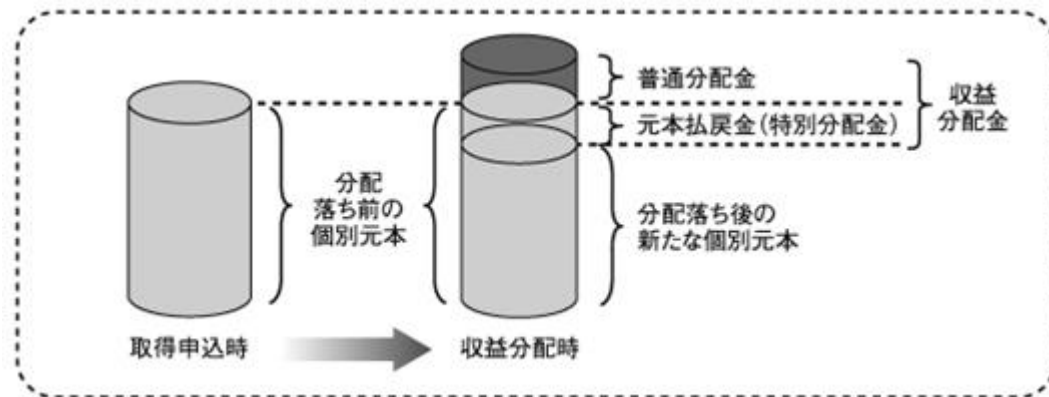 普通分配金
元本払戻金(特別分配金)
収益
分配金
分配
落ち前の
個別元本
分配落ち後の
新たな個別元本
取得申込時
収益分配時